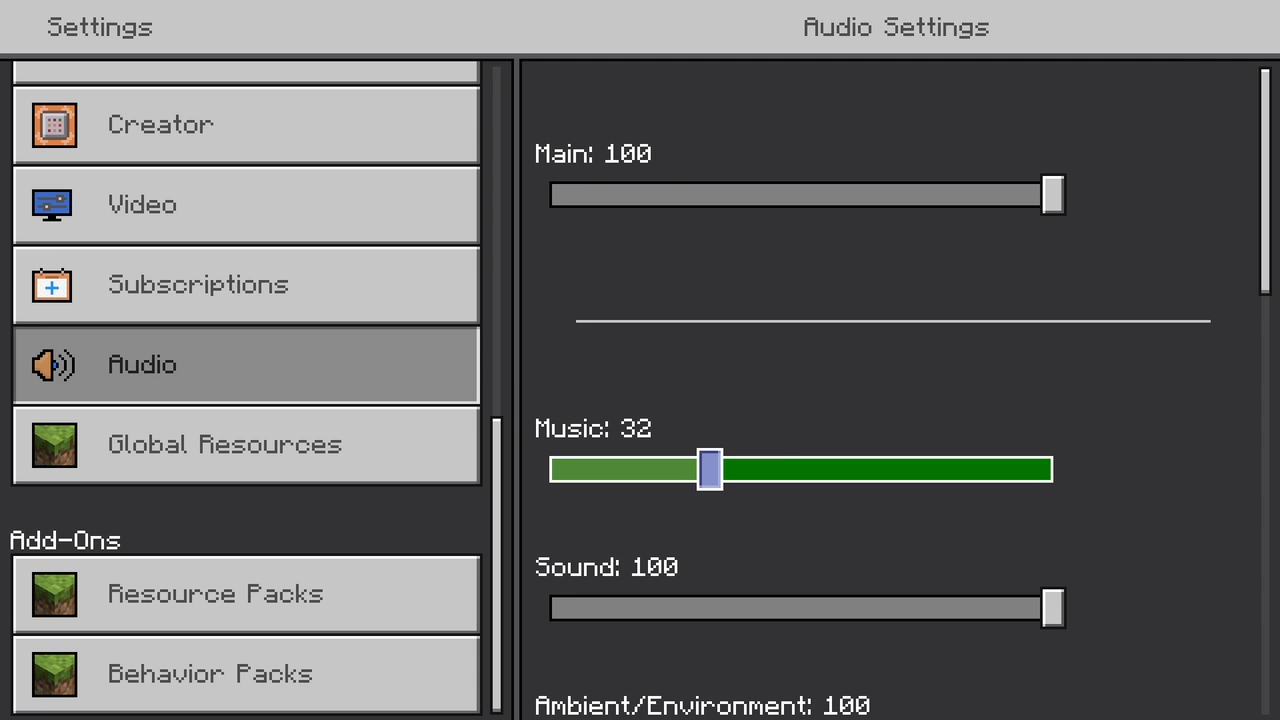 Settings
Audio Settings
Creator
Video
Subscriptions
Audio
Global Resources
Add-Ons
Resource Packs
Behavior Packs
Main: 100
Music: 32
Sound: 100
Ambient/Environment: 100